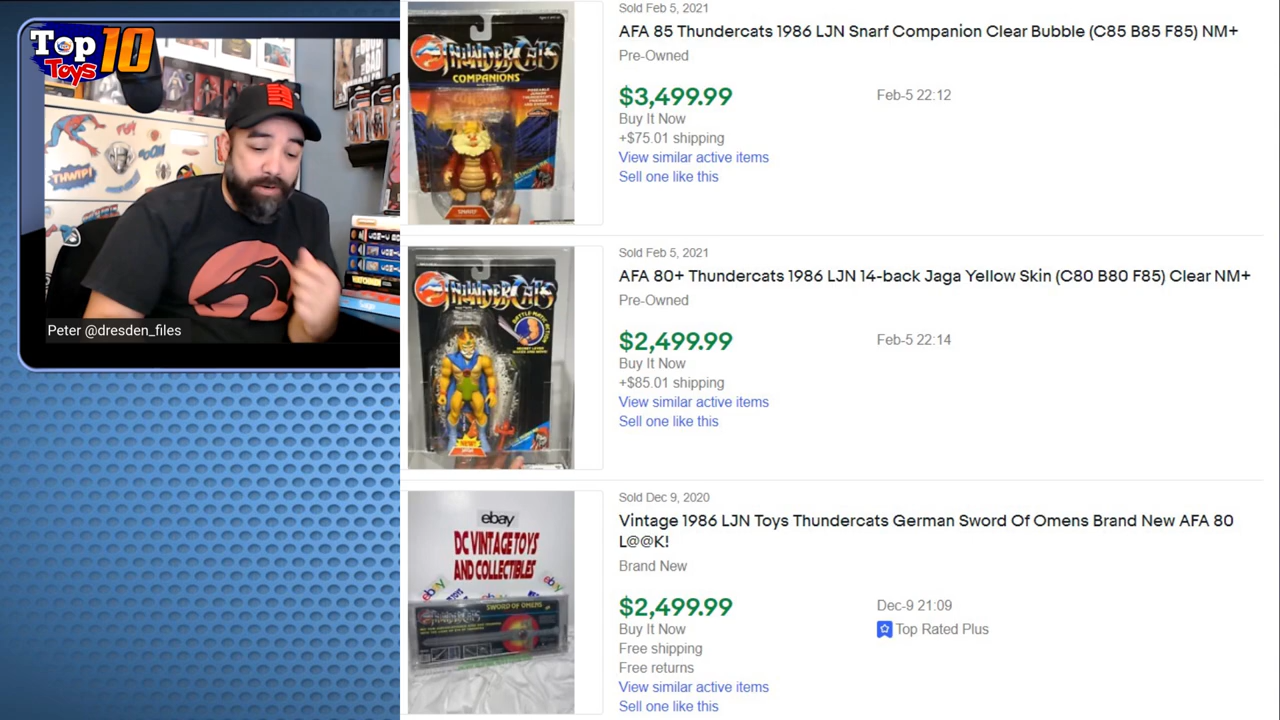 Top 10
Toys
THWIP!
Peter @dresden_files
Sold Feb 5, 2021
AFA 85 Thundercats 1986 LJN Snarf Companion Clear Bubble (C85 B85 F85) NM+
Pre-Owned
$3,499.99
Feb-5 22:12
Buy It Now
+$75.01 shipping
View similar active items
Sell one like this
THUNDERCATS
COMPANIONS
SNARF
Sold Feb 5, 2021
AFA 80+ Thundercats 1986 LJN 14-back Jaga Yellow Skin (C80 B80 F85) Clear NM+
Pre-Owned
$2,499.99
Feb-5 22:14
Buy It Now
+$85.01 shipping
View similar active items
Sell one like this
THUNDERCATS
Sold Dec 9, 2020
Vintage 1986 LJN Toys Thundercats German Sword Of Omens Brand New AFA 80
L@@K!
Brand New
$2,499.99
Dec-9 21:09
Buy It Now
Top Rated Plus
Free shipping
Free returns
View similar active items
Sell one like this
ebay
DC VINTAGE TOYS
AND COLLECTIBLES
ebay
ebay
SWORD OF OMENS